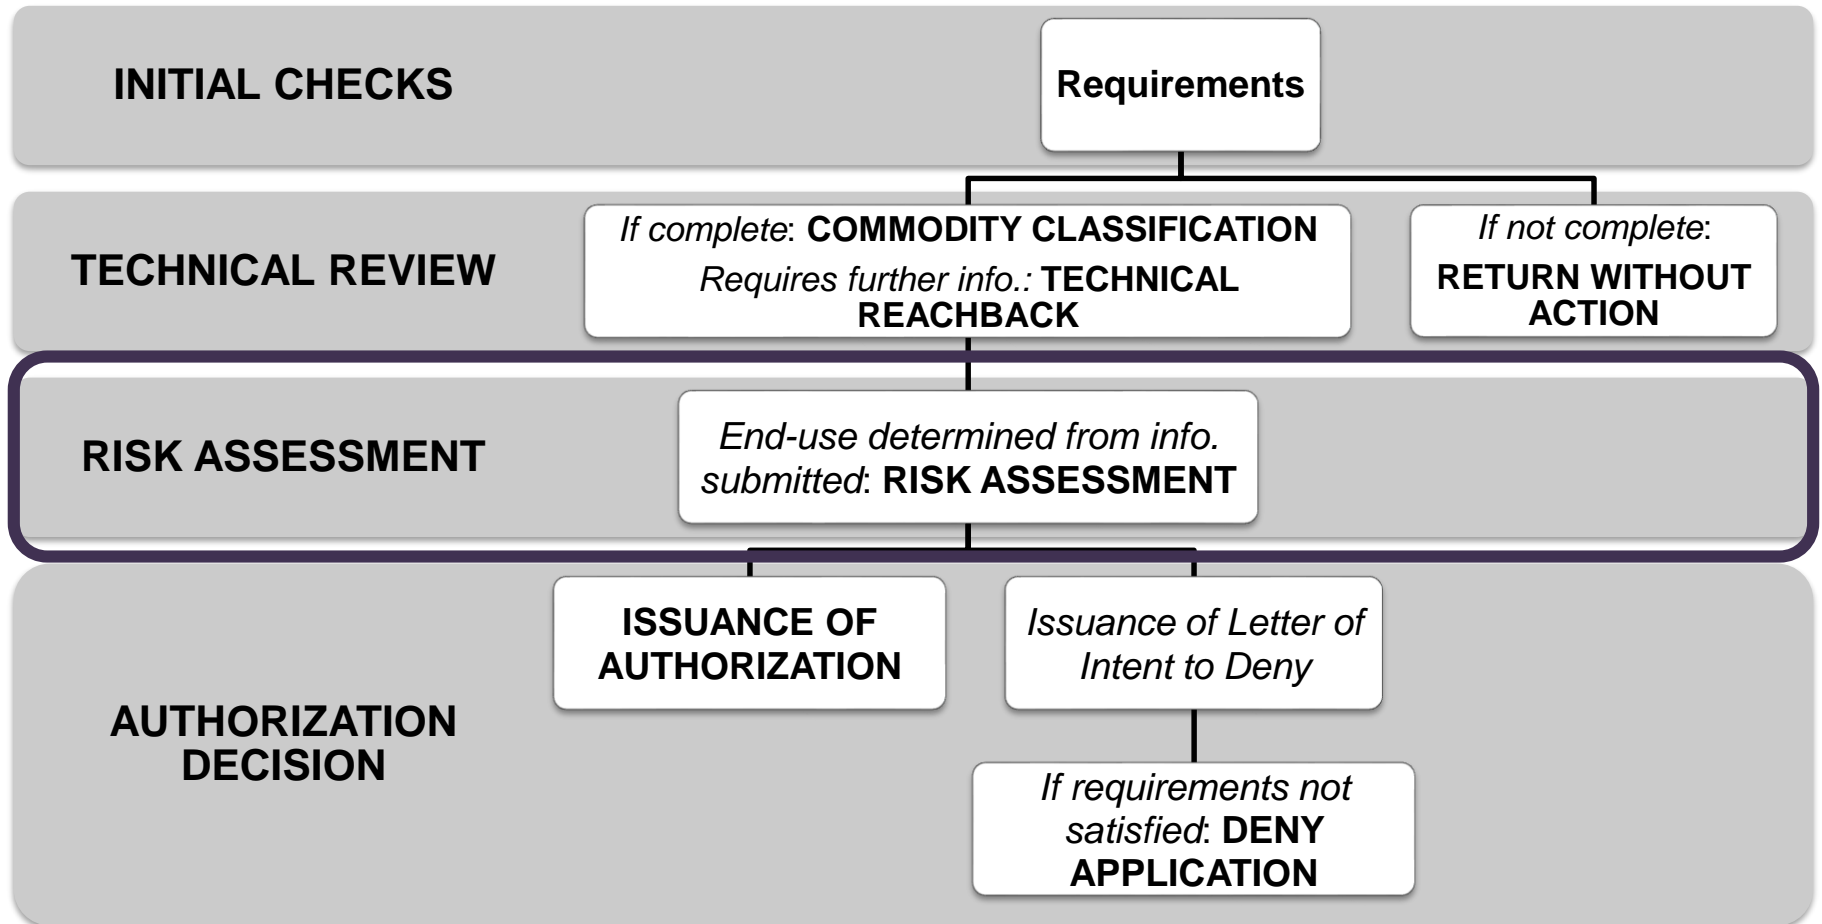 INITIAL CHECKS
Requirements
TECHNICAL REVIEW
If complete: COMMODITY CLASSIFICATION
Requires further info.: TECHNICAL
REACHBACK
If not complete:
RETURN WITHOUT
ACTION
RISK ASSESSMENT
End-use determined from info.
submitted: RISK ASSESSMENT
AUTHORIZATION
DECISION
ISSUANCE OF
AUTHORIZATION
Issuance of Letter of
Intent to Deny
If requirements not
satisfied: DENY
APPLICATION